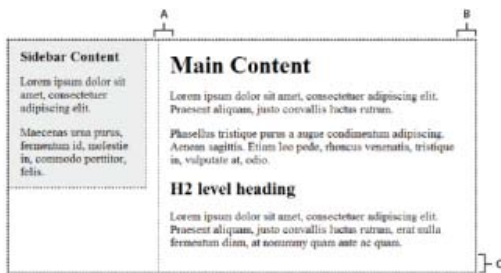 A
B
Sidebar Content
Lorem ipsum dolor sit
amet, consectetuer
adipiscing elit.
Maecenas urna purus,
fermentum id, molestie
in, commodo porttitor,
felis.
Main Content
Lorem ipsum dolor sit amet, consectetuer adipiscing elit.
Praesent aliquam, justo convallis luctus rutrum.
Phasellus tristique purus a augue condimentum adipiscing.
Aenean sagittis. Etiam leo pede, rhoncus venenatis, tristique
in, vulputate at, odio.
H2 level heading
Lorem ipsum dolor sit amet, consectetuer adipiscing elit.
Praesent aliquam, justo convallis luctus rutrum, erat nulla
fermentum diam, at nonummy quam ante ac quam.
C